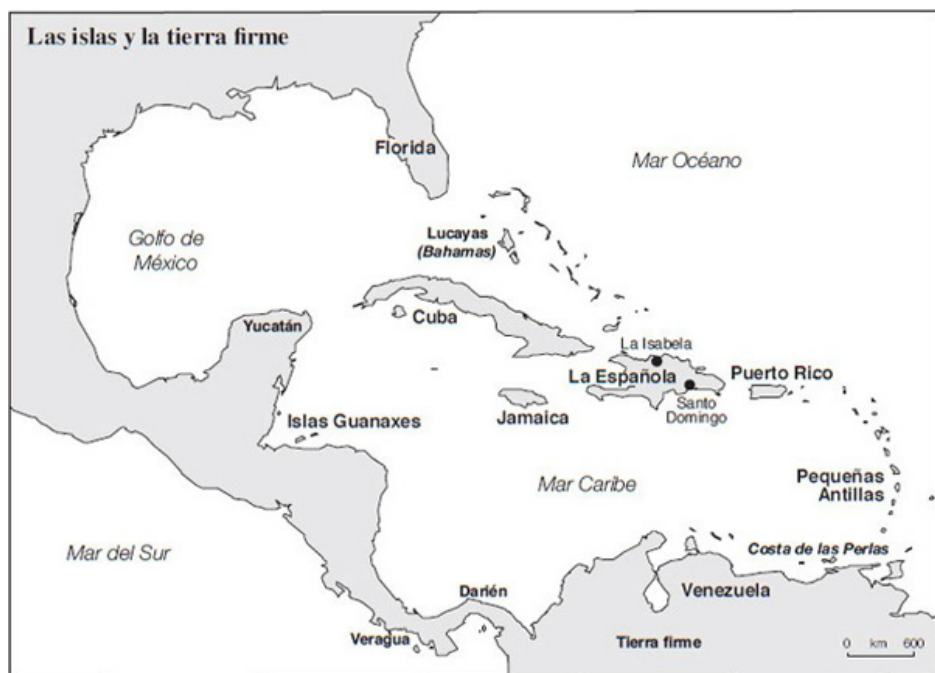 Las islas y la tierra firme
Florida
Mar Océano
Golfo de
México
Lucayas
(Bahamas)
Yucatán
Cuba
La Isabela
La Española
Puerto Rico
Santo
Domingo
Jamaica
Islas Guanaxes
Mar Caribe
Pequeñas
Antillas
Mar del Sur
Costa de las Perlas
Darién
Venezuela
Veragua
Tierra firme
0 km 600